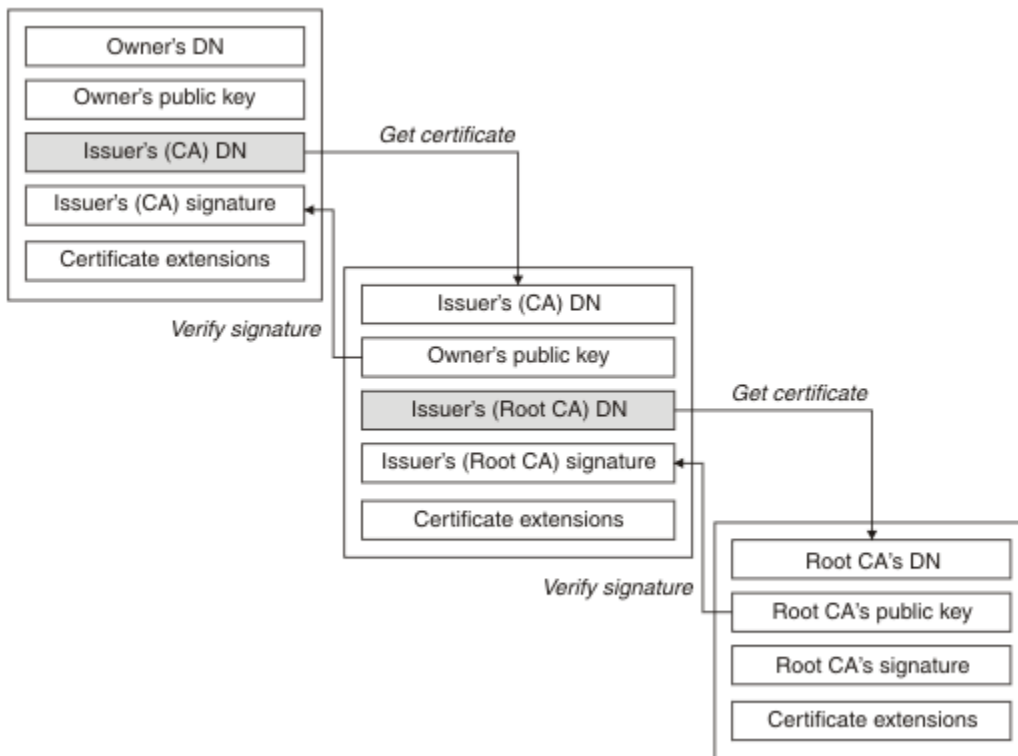 Owner's DN
Owner's public key
Issuer's (CA) DN
Issuer's (CA) signature
Certificate extensions
Get certificate
Verify signature
Issuer's (CA) DN
Owner's public key
Issuer's (Root CA) DN
Issuer's (Root CA) signature
Certificate extensions
Get certificate
Verify signature
Root CA's DN
Root CA's public key
Root CA's signature
Certificate extensions